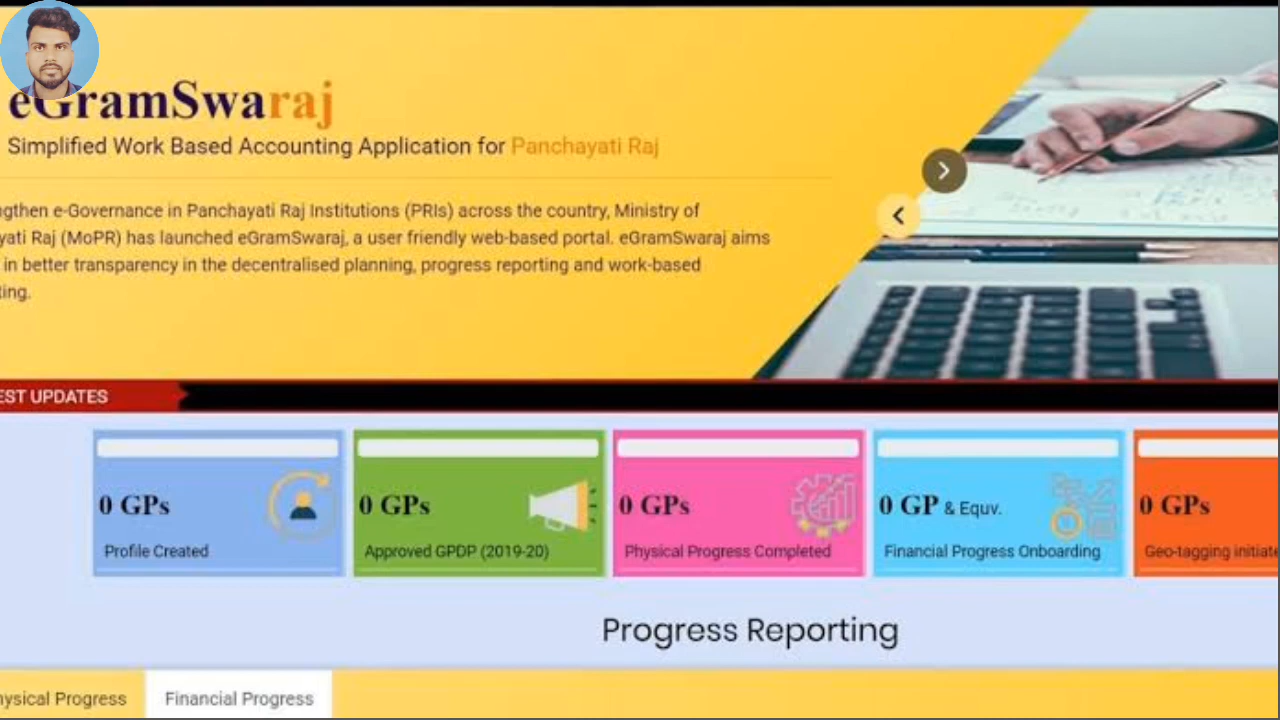 eGramSwaraj
Simplified Work Based Accounting Application for Panchayati Raj
gthen e-Governance in Panchayati Raj Institutions (PRIs) across the country, Ministry of
yati Raj (MoPR) has launched eGramSwaraj, a user friendly web-based portal. eGramSwaraj aims
in better transparency in the decentralised planning, progress reporting and work-based
ting.
EST UPDATES
0 GPs
Profile Created
0 GPs
Approved GPDP (2019-20)
0 GPs
Physical Progress Completed
0 GP & Equv.
Financial Progress Onboarding
0 GPs
Geo-tagging initiate
Progress Reporting
hysical Progress
Financial Progress